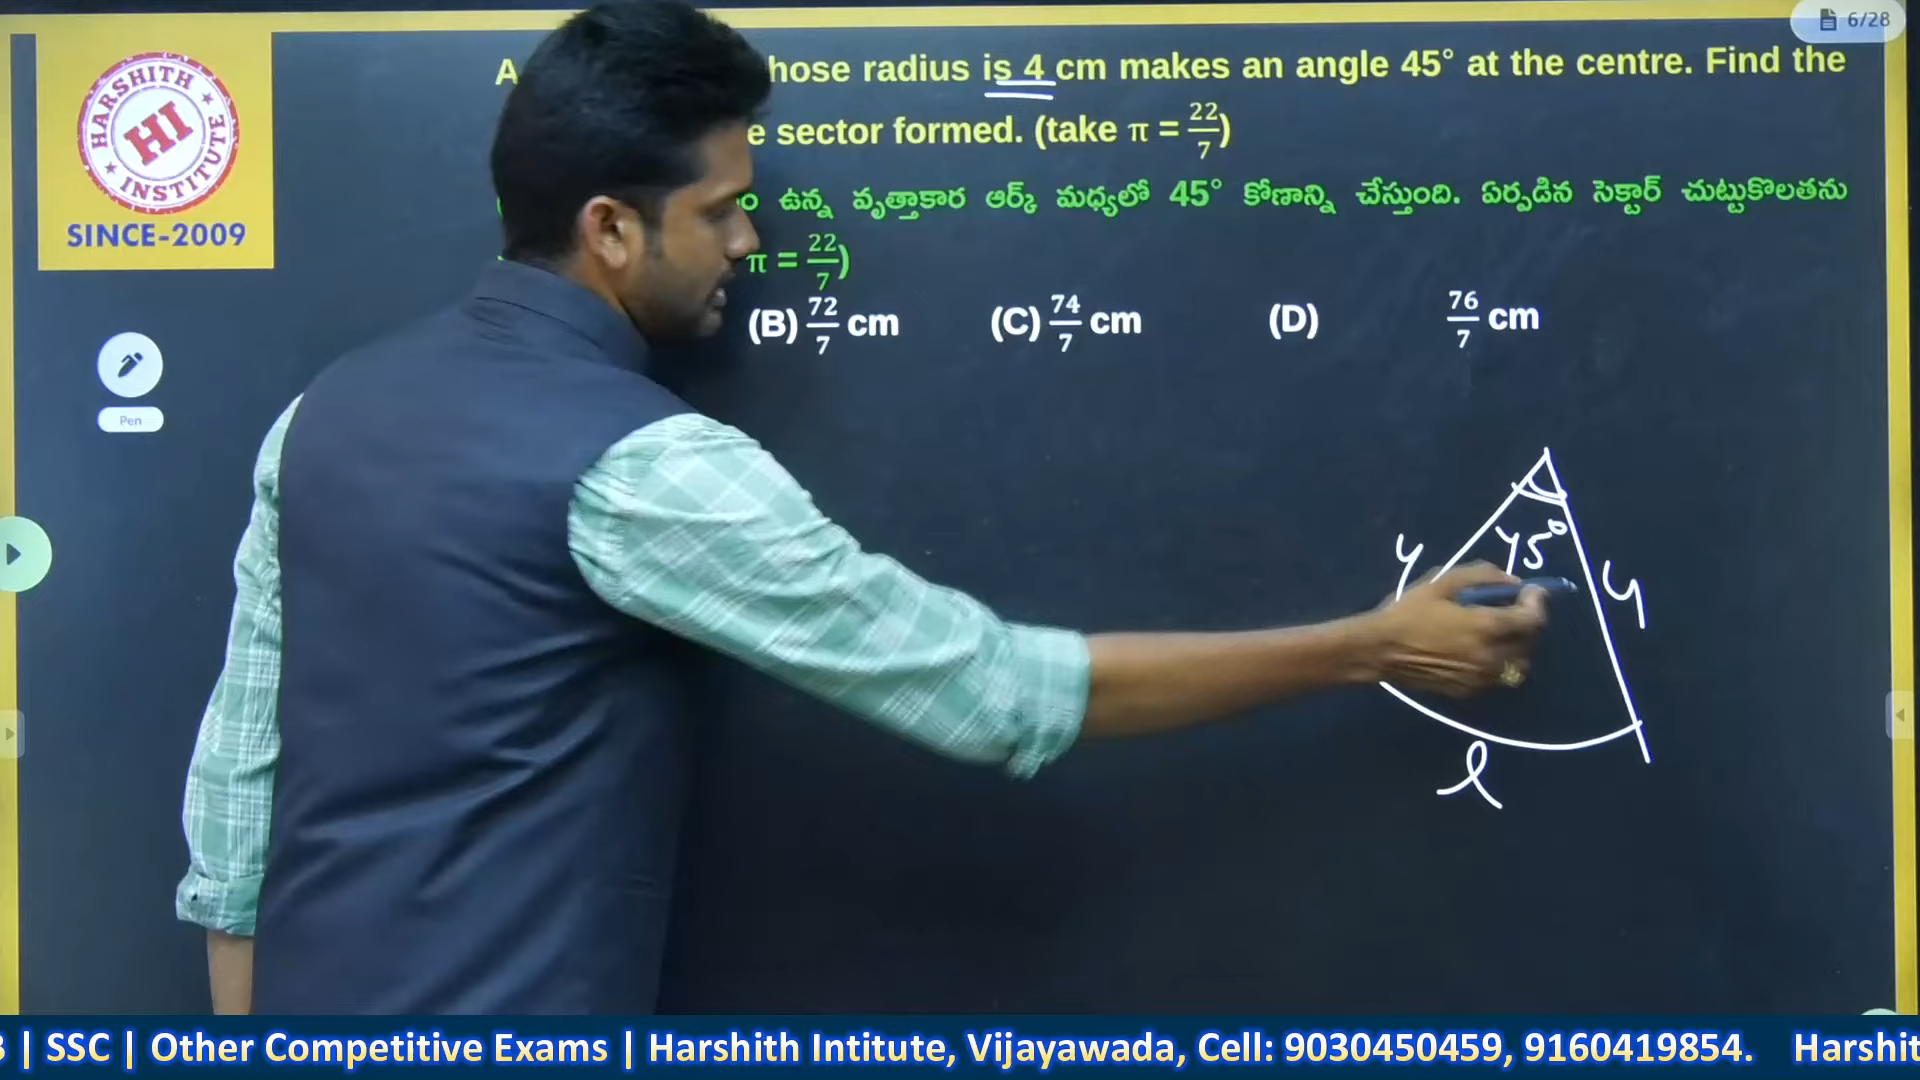 6/28
HARSHITH
HI
INSTITUTE
SINCE-2009
A hose radius is 4 cm makes an angle 45° at the centre. Find the
e sector formed. (take π = 22/7)
ఉన్న వృత్తాకార ఆర్క్ మధ్యలో 45° కోణాన్ని చేస్తుంది. ఏర్పడిన సెక్టార్ చుట్టుకొలతను
π = 22/7)
(B) 72/7 cm (C) 74/7 cm (D) 76/7 cm
Pen
45°
4 4
l
B | SSC | Other Competitive Exams | Harshith Intitute, Vijayawada, Cell: 9030450459, 9160419854. Harshit